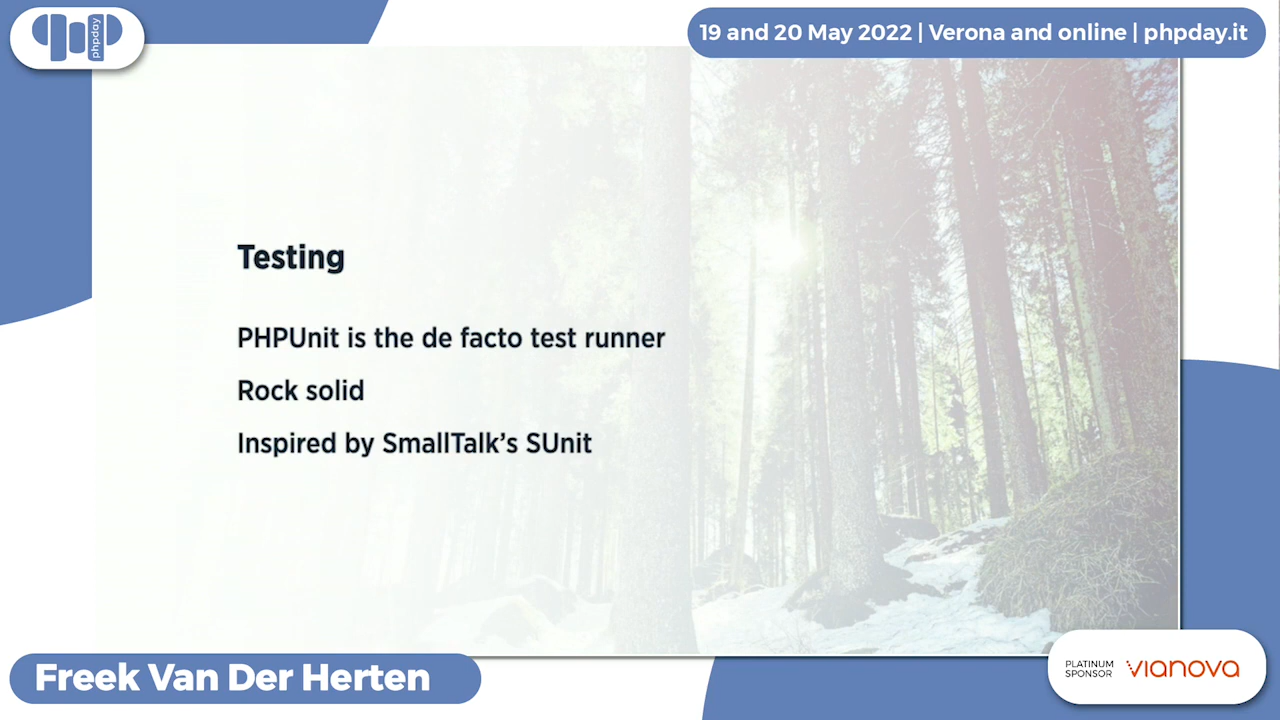 phpday
19 and 20 May 2022 | Verona and online | phpday.it
Testing
PHPUnit is the de facto test runner
Rock solid
Inspired by SmallTalk’s SUnit
Freek Van Der Herten
PLATINUM
SPONSOR
vianova